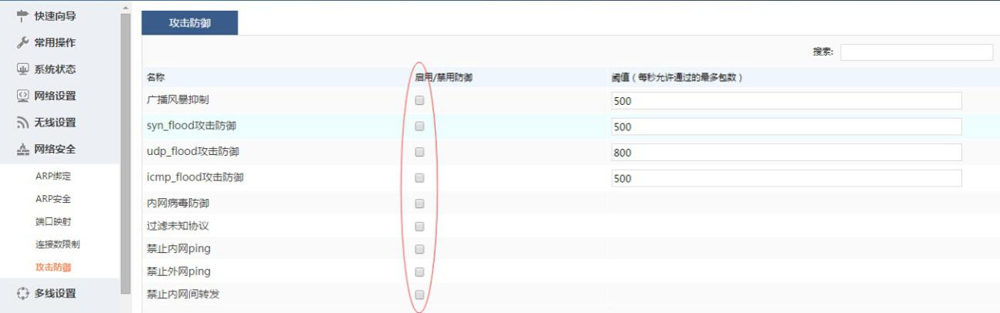 快速向导
常用操作
系统状态
网络设置
无线设置
网络安全
ARP绑定
ARP安全
端口映射
连接数限制
攻击防御
多线设置
攻击防御
搜索:
名称 启用/禁用防御 阈值（每秒允许通过的最多包数）
广播风暴抑制 500
syn_flood攻击防御 500
udp_flood攻击防御 800
icmp_flood攻击防御 500
内网病毒防御
过滤未知协议
禁止内网ping
禁止外网ping
禁止内网间转发